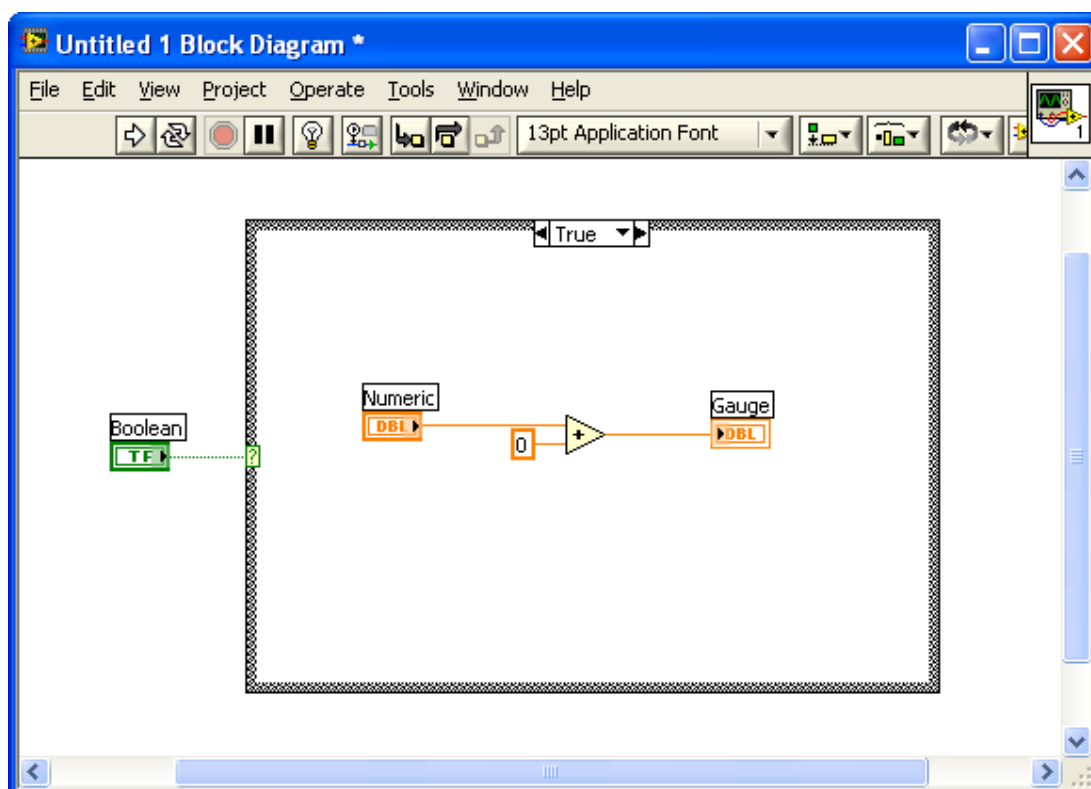 Untitled 1 Block Diagram *
File Edit View Project Operate Tools Window Help
13pt Application Font
1
True
Numeric
DBL
Boolean
TF
?
0
+
Gauge
DBL